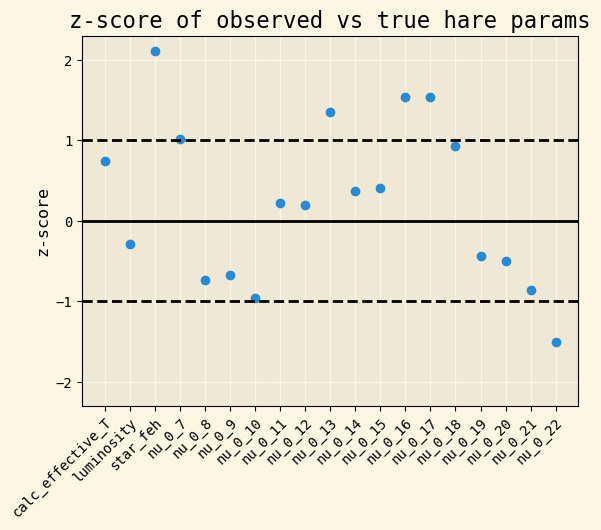 z-score of observed vs true hare params
z-score
2
1
0
−1
−2
calc_effective_T
luminosity
star_feh
nu_0_7
nu_0_8
nu_0_9
nu_0_10
nu_0_11
nu_0_12
nu_0_13
nu_0_14
nu_0_15
nu_0_16
nu_0_17
nu_0_18
nu_0_19
nu_0_20
nu_0_21
nu_0_22